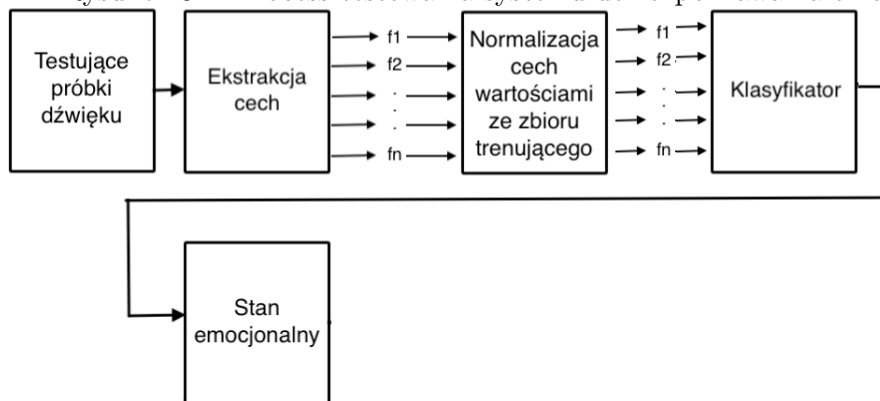 Testujące
próbki
dźwięku
Ekstrakcja
cech
f1
f2
.
.
.
fn
Normalizacja
cech
wartościami
ze zbioru
trenującego
f1
f2
.
.
.
fn
Klasyfikator
Stan
emocjonalny